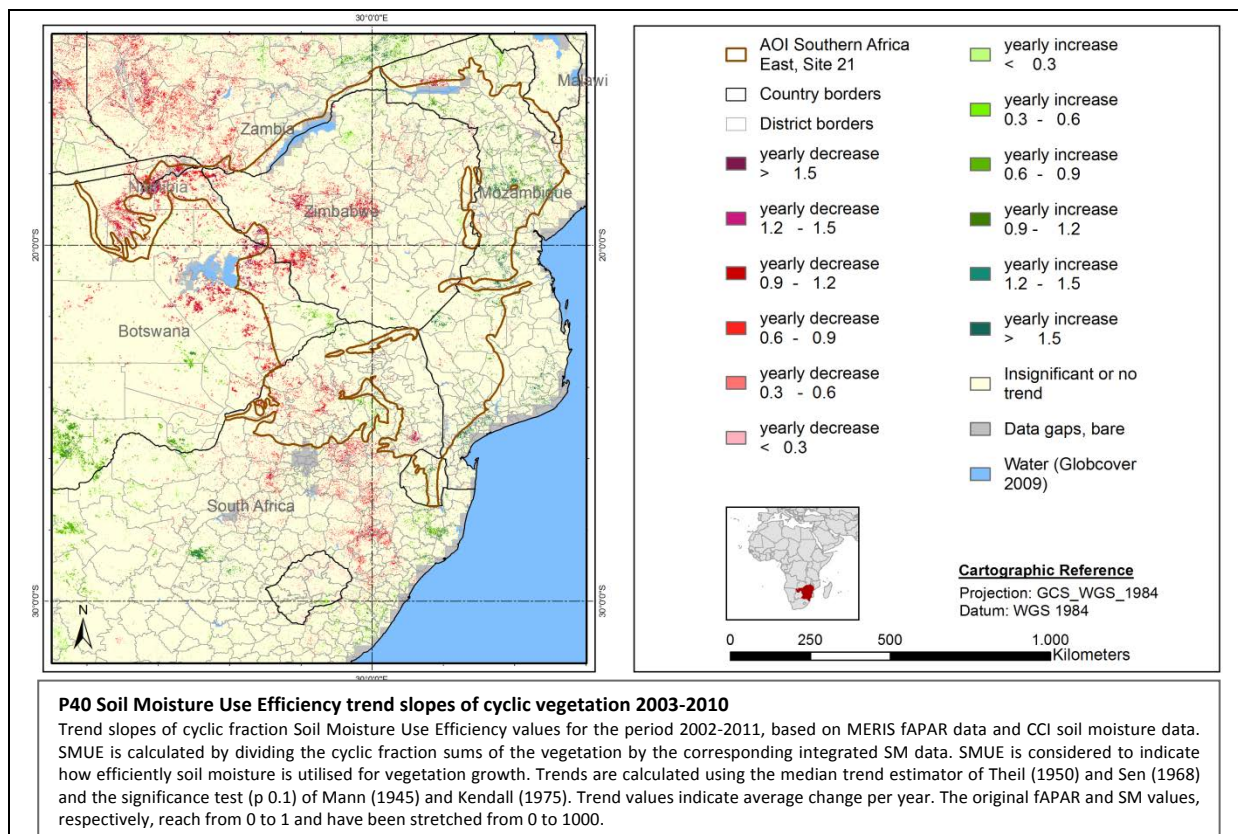 30°0'0"E
Malawi
Zambia
Namibia
Mozambique
Zimbabwe
20°0'0"S
20°0'0"S
Botswana
South Africa
30°0'0"S
30°0'0"S
N
30°0'0"E
AOI Southern Africa
East, Site 21
Country borders
District borders
yearly decrease
> 1.5
yearly decrease
1.2 - 1.5
yearly decrease
0.9 - 1.2
yearly decrease
0.6 - 0.9
yearly decrease
0.3 - 0.6
yearly decrease
< 0.3
yearly increase
< 0.3
yearly increase
0.3 - 0.6
yearly increase
0.6 - 0.9
yearly increase
0.9 - 1.2
yearly increase
1.2 - 1.5
yearly increase
> 1.5
Insignificant or no
trend
Data gaps, bare
Water (Globcover
2009)
Cartographic Reference
Projection: GCS_WGS_1984
Datum: WGS 1984
0 250 500 1.000
Kilometers
P40 Soil Moisture Use Efficiency trend slopes of cyclic vegetation 2003-2010
Trend slopes of cyclic fraction Soil Moisture Use Efficiency values for the period 2002-2011, based on MERIS fAPAR data and CCI soil moisture data.
SMUE is calculated by dividing the cyclic fraction sums of the vegetation by the corresponding integrated SM data. SMUE is considered to indicate
how efficiently soil moisture is utilised for vegetation growth. Trends are calculated using the median trend estimator of Theil (1950) and Sen (1968)
and the significance test (p 0.1) of Mann (1945) and Kendall (1975). Trend values indicate average change per year. The original fAPAR and SM values,
respectively, reach from 0 to 1 and have been stretched from 0 to 1000.